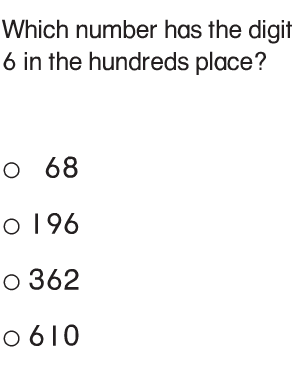 Which number has the digit
6 in the hundreds place?
68
196
362
610